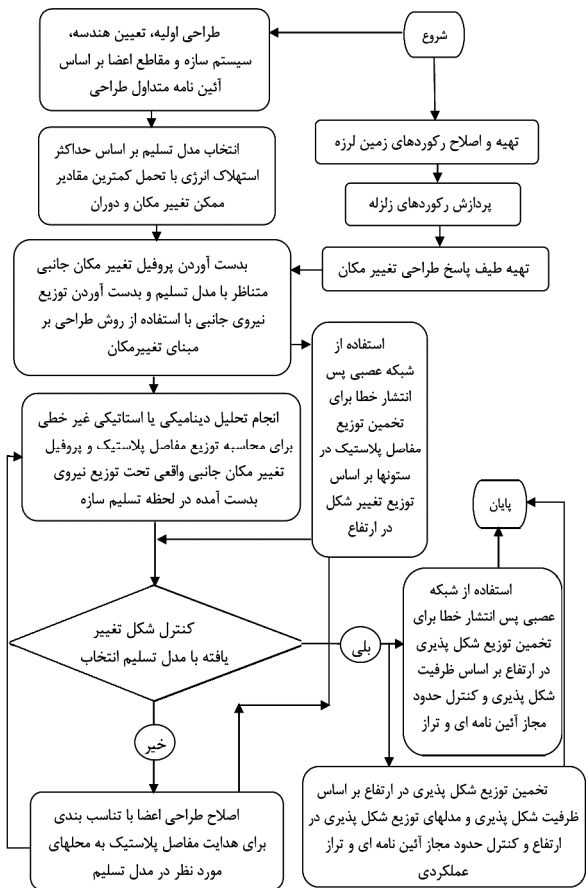 شروع
طراحی اولیه، تعیین هندسه،
سیستم سازه و مقاطع اعضا بر اساس
آئین نامه متداول طراحی
تهیه و اصلاح رکوردهای زمین لرزه
انتخاب مدل تسلیم بر اساس حداکثر
استهلاک انرژی با تحمل کمترین مقادیر
ممکن تغییر مکان و دوران
پردازش رکوردهای زلزله
تهیه طیف پاسخ طراحی تغییر مکان
بدست آوردن پروفیل تغییر مکان جانبی
متناظر با مدل تسلیم و بدست آوردن توزیع
نیروی جانبی با استفاده از روش طراحی بر
مبنای تغییرمکان
استفاده از
شبکه عصبی پس
انتشار خطا برای
تخمین توزیع
مفاصل پلاستیک در
ستونها بر اساس
توزیع تغییر شکل
در ارتفاع
انجام تحلیل دینامیکی یا استاتیکی غیر خطی
برای محاسبه توزیع مفاصل پلاستیک و پروفیل
تغییر مکان جانبی واقعی تحت توزیع نیروی
بدست آمده در لحظه تسلیم سازه
پایان
کنترل شکل تغییر
یافته با مدل تسلیم انتخاب
بلی
استفاده از شبکه
عصبی پس انتشار خطا برای
تخمین توزیع شکل پذیری
در ارتفاع بر اساس ظرفیت
شکل پذیری و کنترل حدود
مجاز آئین نامه ای و تراز
خیر
اصلاح طراحی اعضا با تناسب بندی
برای هدایت مفاصل پلاستیک به محلهای
مورد نظر در مدل تسلیم
تخمین توزیع شکل پذیری در ارتفاع بر اساس
ظرفیت شکل پذیری و مدلهای توزیع شکل پذیری در
ارتفاع و کنترل حدود مجاز آئین نامه ای و تراز
عملکردی